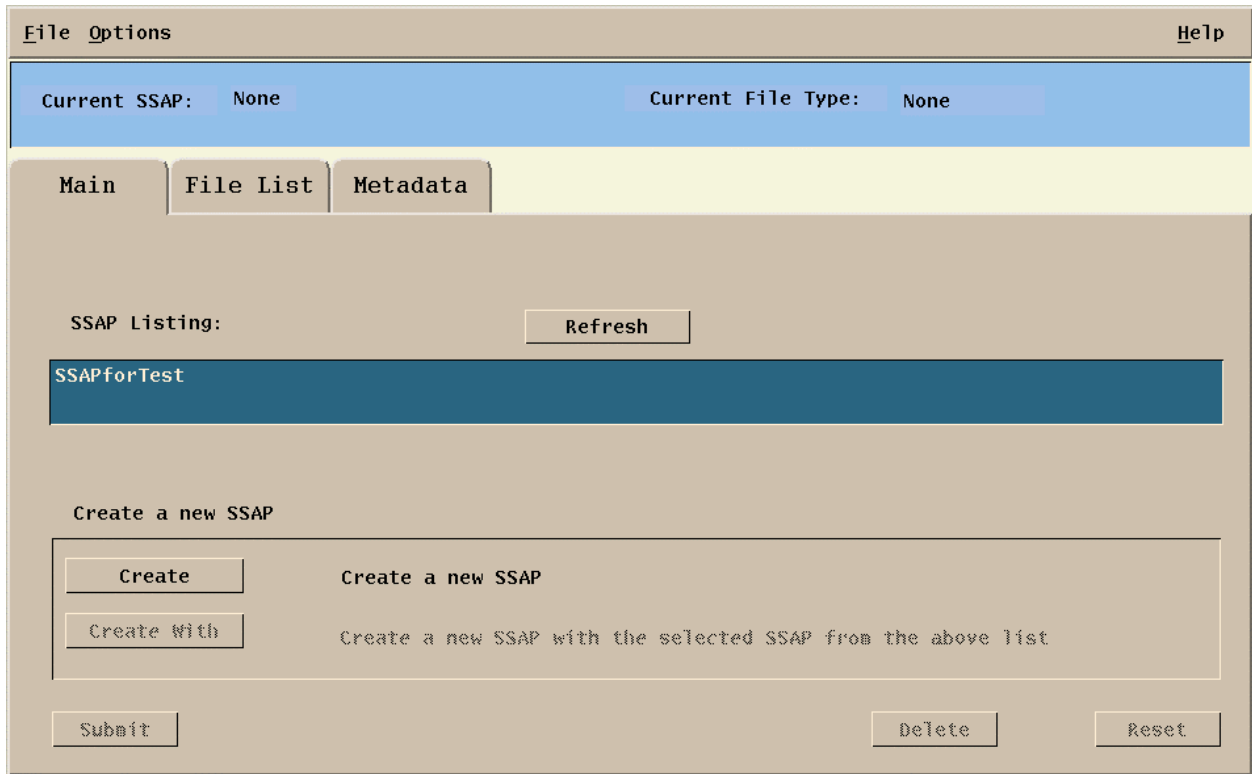 File Options Help
Current SSAP: None Current File Type: None
Main File List Metadata
SSAP Listing: Refresh
SSAPforTest
Create a new SSAP
Create Create a new SSAP
Create With Create a new SSAP with the selected SSAP from the above list
Submit Delete Reset